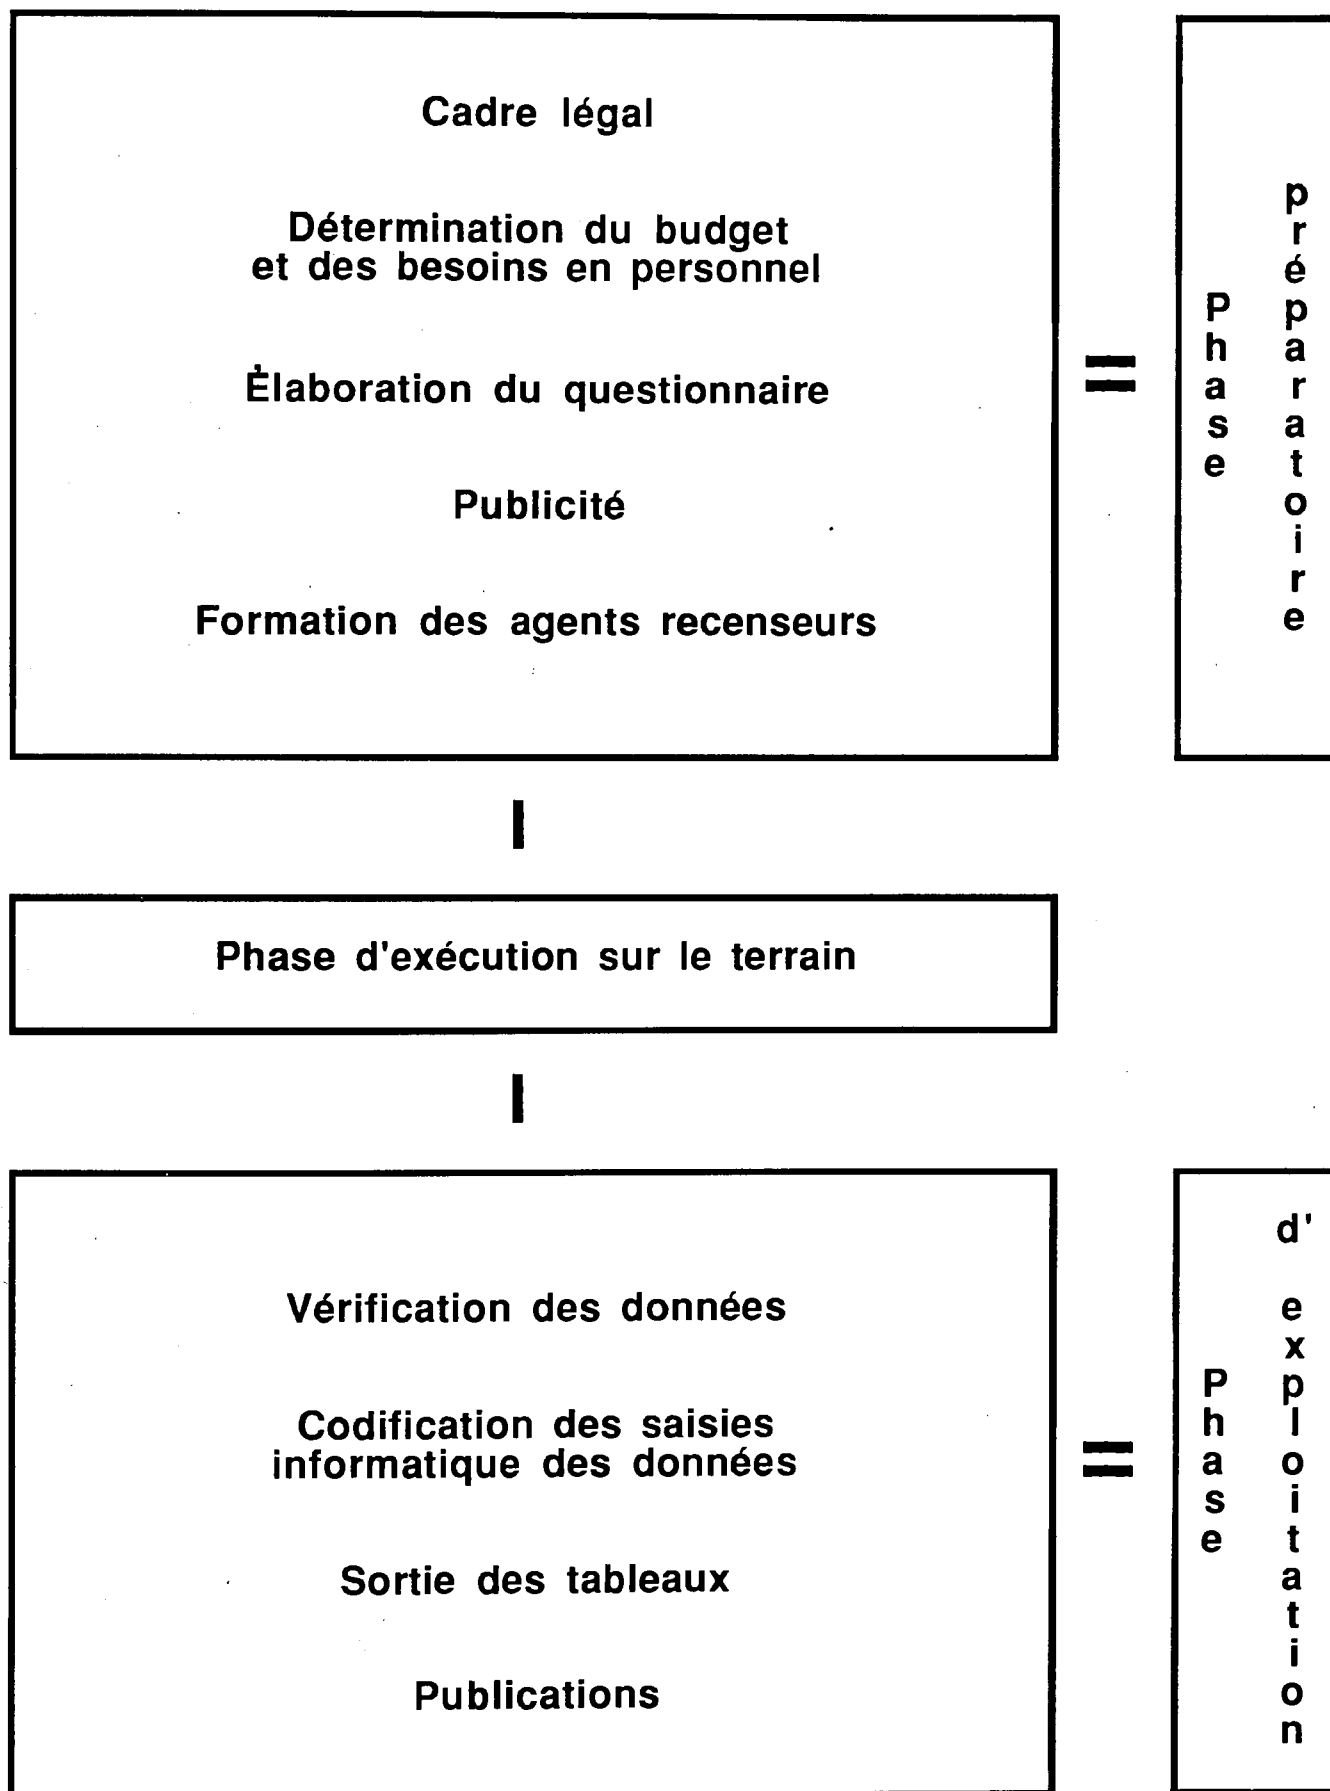 Cadre légal
Détermination du budget
et des besoins en personnel
Élaboration du questionnaire
Publicité
Formation des agents recenseurs
=
Phase
préparatoire
Phase d'exécution sur le terrain
Vérification des données
Codification des saisies
informatique des données
Sortie des tableaux
Publications
=
Phase
d'exploitation